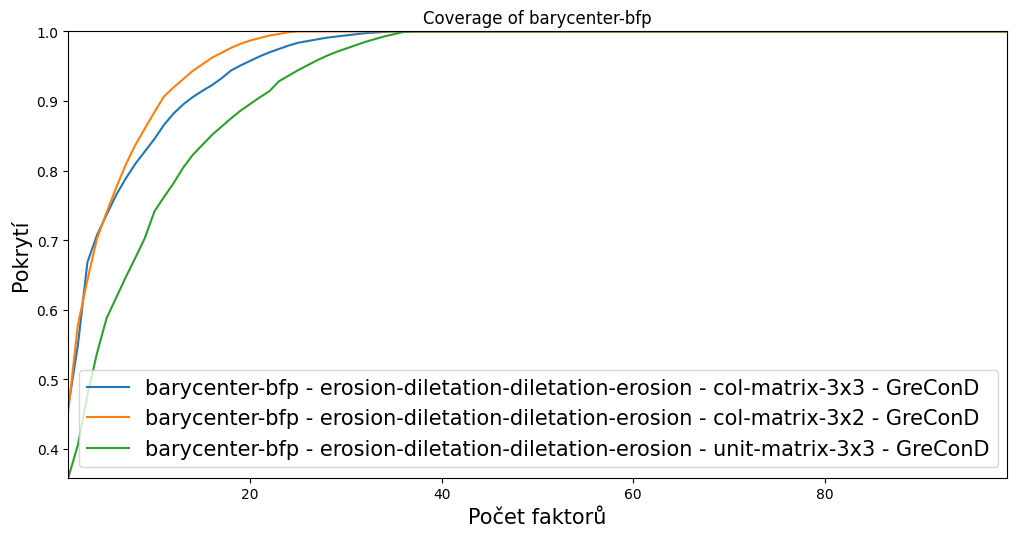 Coverage of barycenter-bfp
1.0
0.9
0.8
0.7
0.6
0.5
0.4
Pokrytí
barycenter-bfp - erosion-diletation-diletation-erosion - col-matrix-3x3 - GreConD
barycenter-bfp - erosion-diletation-diletation-erosion - col-matrix-3x2 - GreConD
barycenter-bfp - erosion-diletation-diletation-erosion - unit-matrix-3x3 - GreConD
20 40 60 80
Počet faktorů